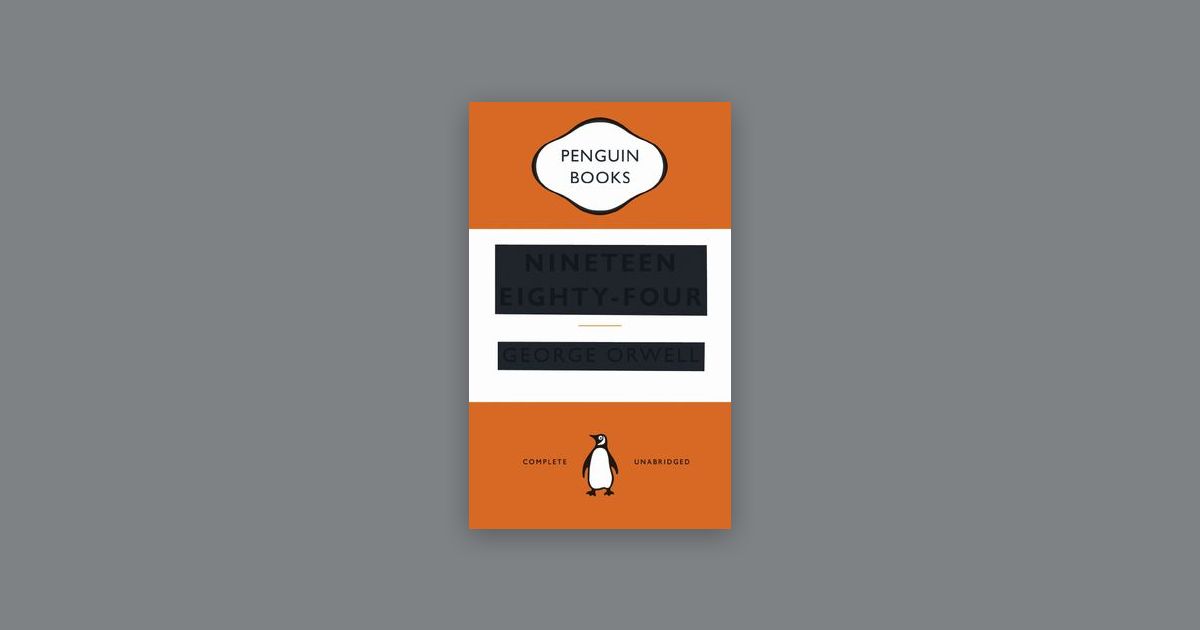 PENGUIN
BOOKS
NINETEEN
EIGHTY-FOUR
GEORGE ORWELL
COMPLETE UNABRIDGED